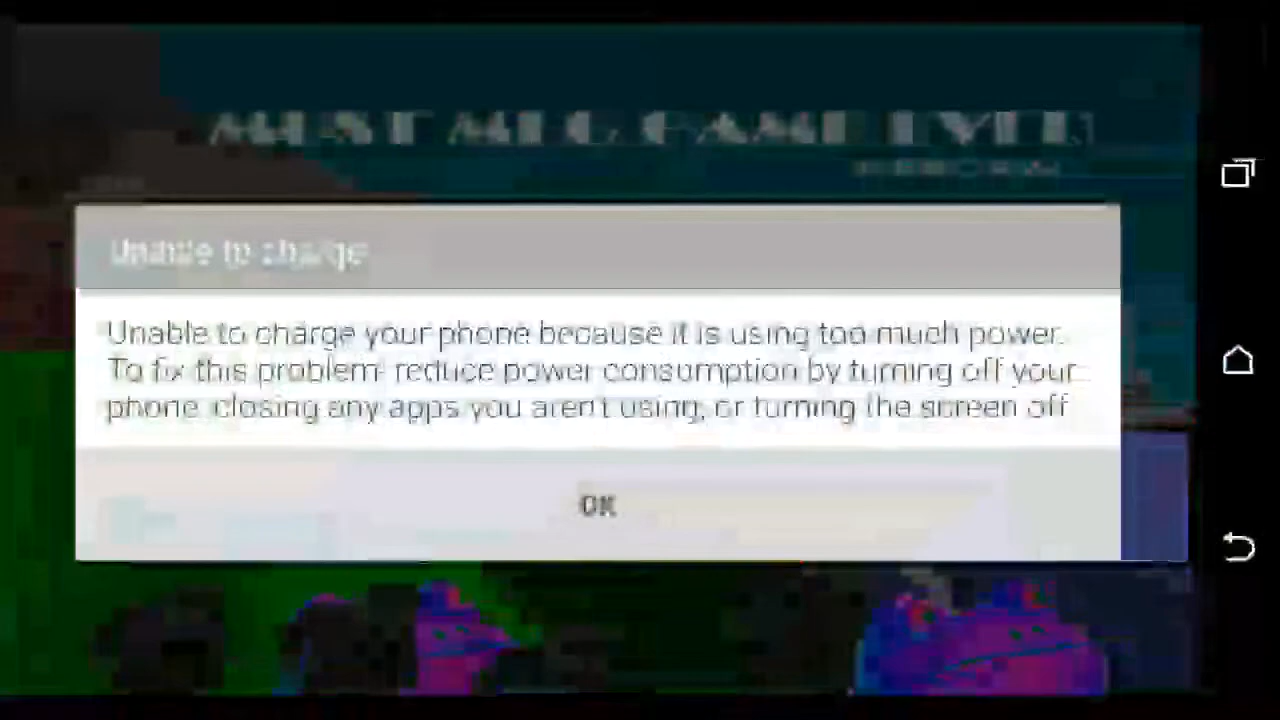 Unable to charge
Unable to charge your phone because it is using too much power.
To fix this problem reduce power consumption by turning off your
phone closing any apps you aren't using, or turning the screen off
OK